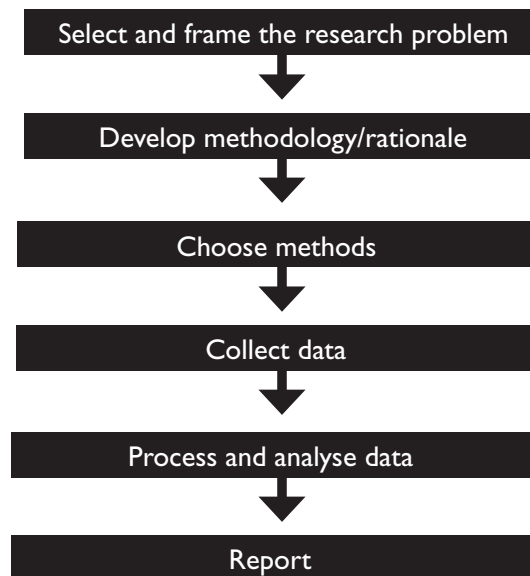 Select and frame the research problem
Develop methodology/rationale
Choose methods
Collect data
Process and analyse data
Report